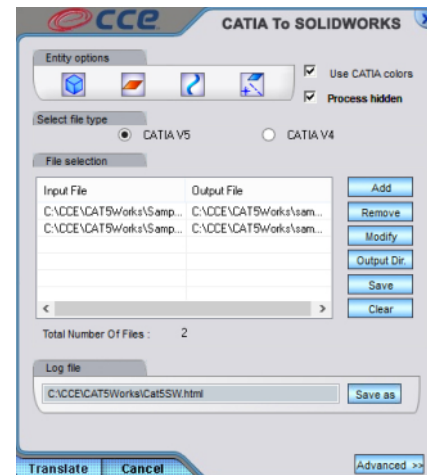 cce
CATIA To SOLIDWORKS
Entity options
Use CATIA colors
Process hidden
Select file type
CATIA V5
CATIA V4
File selection
Input File Output File Add
C:\CCE\CAT5Works\Samp... C:\CCE\CAT5Works\sam... Remove
C:\CCE\CAT5Works\Samp... C:\CCE\CAT5Works\sam... Modify
Output Dir.
Save
Clear
Total Number Of Files : 2
Log file
C:\CCE\CAT5Works\Cat5SW.html Save as
Translate Cancel Advanced >>